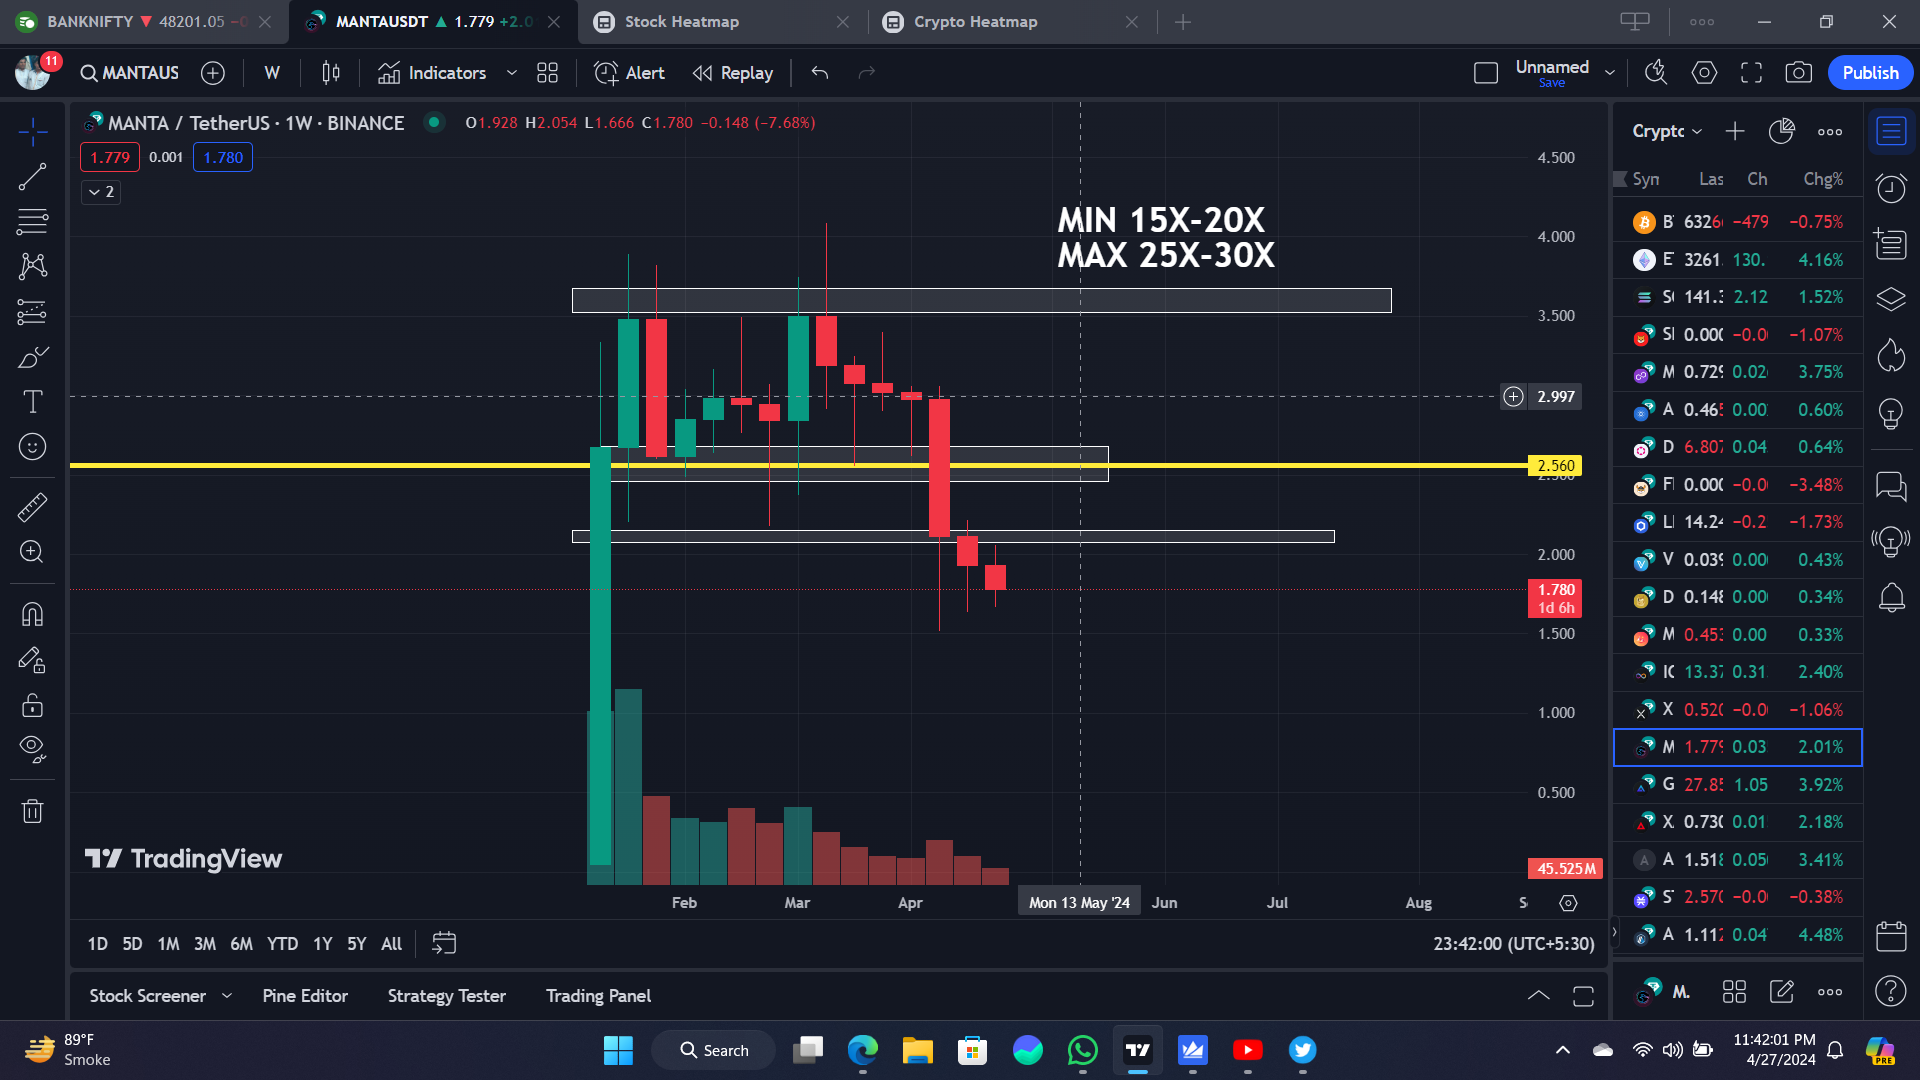 BANKNIFTY ▼ 48201.05
MANTAUSDT ▲ 1.779 +2.0
Stock Heatmap
Crypto Heatmap
11
MANTAUS
W
Indicators
Alert
Replay
Unnamed
Save
Publish
MANTA / TetherUS · 1W · BINANCE
O1.928 H2.054 L1.666 C1.780 −0.148 (−7.68%)
1.779 0.001 1.780
2
MIN 15X-20X
MAX 25X-30X
4.500
4.000
3.500
2.997
2.560
2.000
1.780
1d 6h
1.500
1.000
0.500
45.525M
TradingView
Feb Mar Apr Mon 13 May '24 Jun Jul Aug S
1D 5D 1M 3M 6M YTD 1Y 5Y All
23:42:00 (UTC+5:30)
Stock Screener
Pine Editor
Strategy Tester
Trading Panel
Crypto
Syn Las Ch Chg%
B 6326 −479 −0.75%
E 3261. 130. 4.16%
S 141.3 2.12 1.52%
S 0.000 −0.0 −1.07%
M 0.729 0.02 3.75%
A 0.465 0.00 0.60%
D 6.807 0.04 0.64%
F 0.000 −0.0 −3.48%
L 14.24 −0.2 −1.73%
V 0.039 0.00 0.43%
D 0.148 0.00 0.34%
M 0.453 0.00 0.33%
IC 13.37 0.31 2.40%
X 0.520 −0.0 −1.06%
M 1.779 0.03 2.01%
G 27.85 1.05 3.92%
X 0.730 0.01 2.18%
A A 1.518 0.05 3.41%
S 2.570 −0.0 −0.38%
A 1.112 0.04 4.48%
M.
89°F
Smoke
Search
11:42:01 PM
4/27/2024
PRE